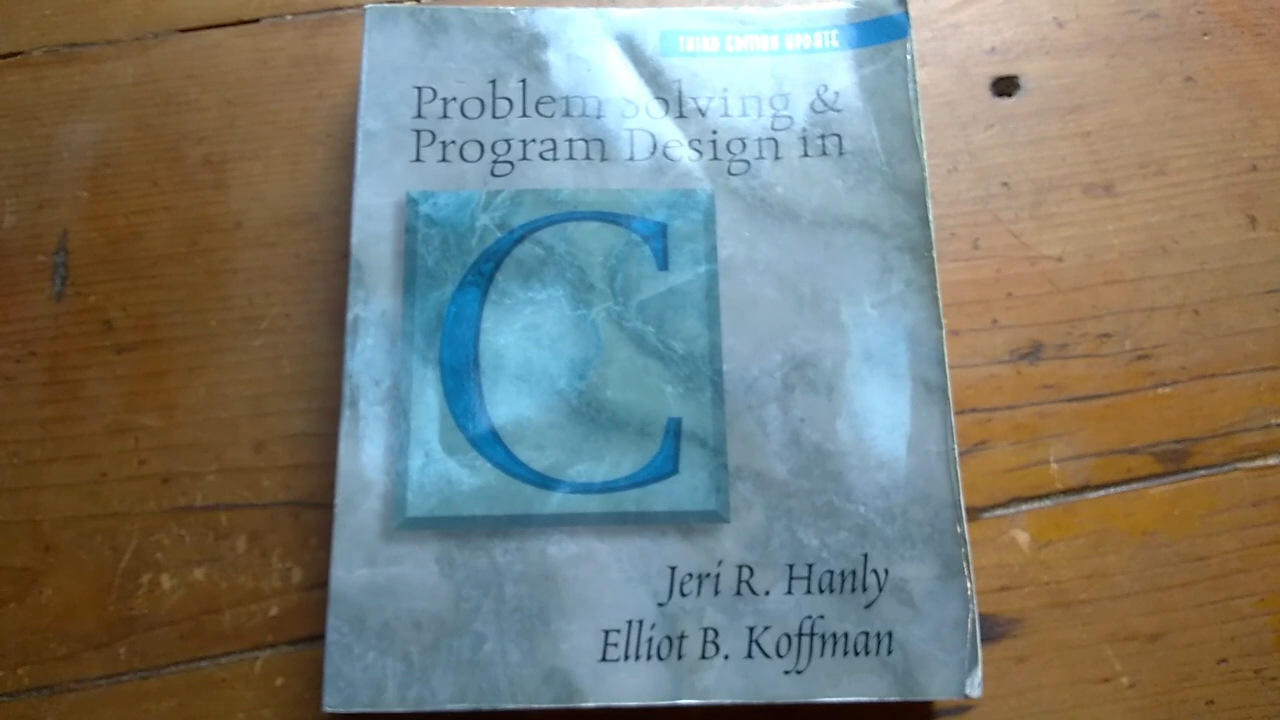 THIRD EDITION UPDATE
Problem Solving &
Program Design in
C
Jeri R. Hanly
Elliot B. Koffman